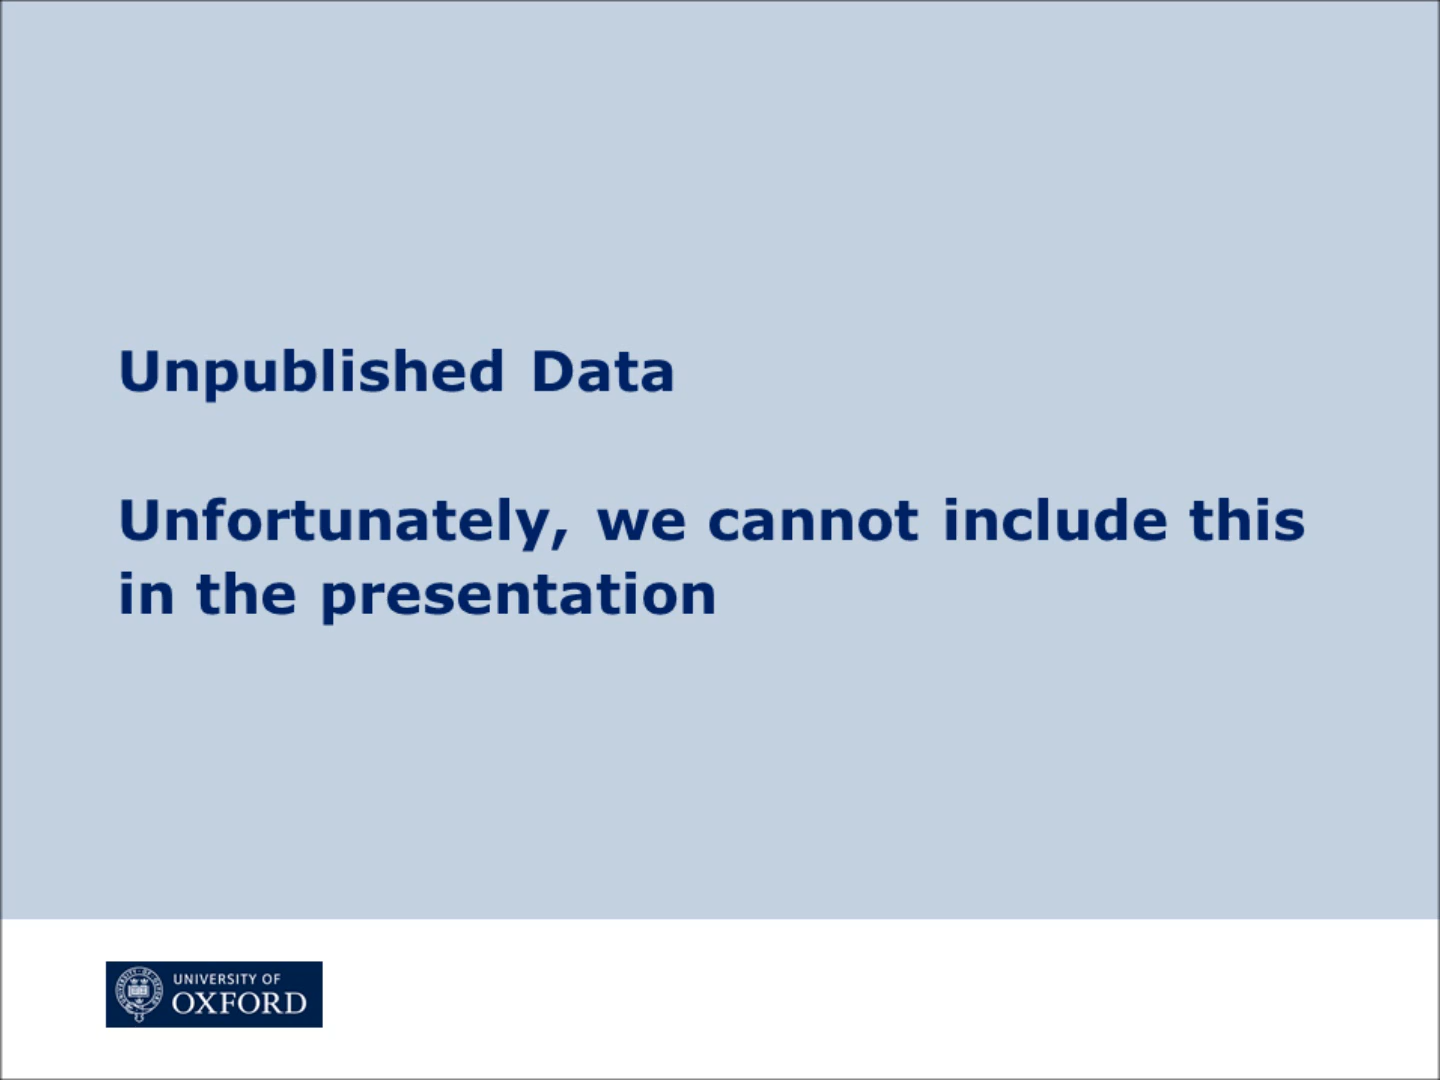 Unpublished Data
Unfortunately, we cannot include this
in the presentation
UNIVERSITY OF
OXFORD